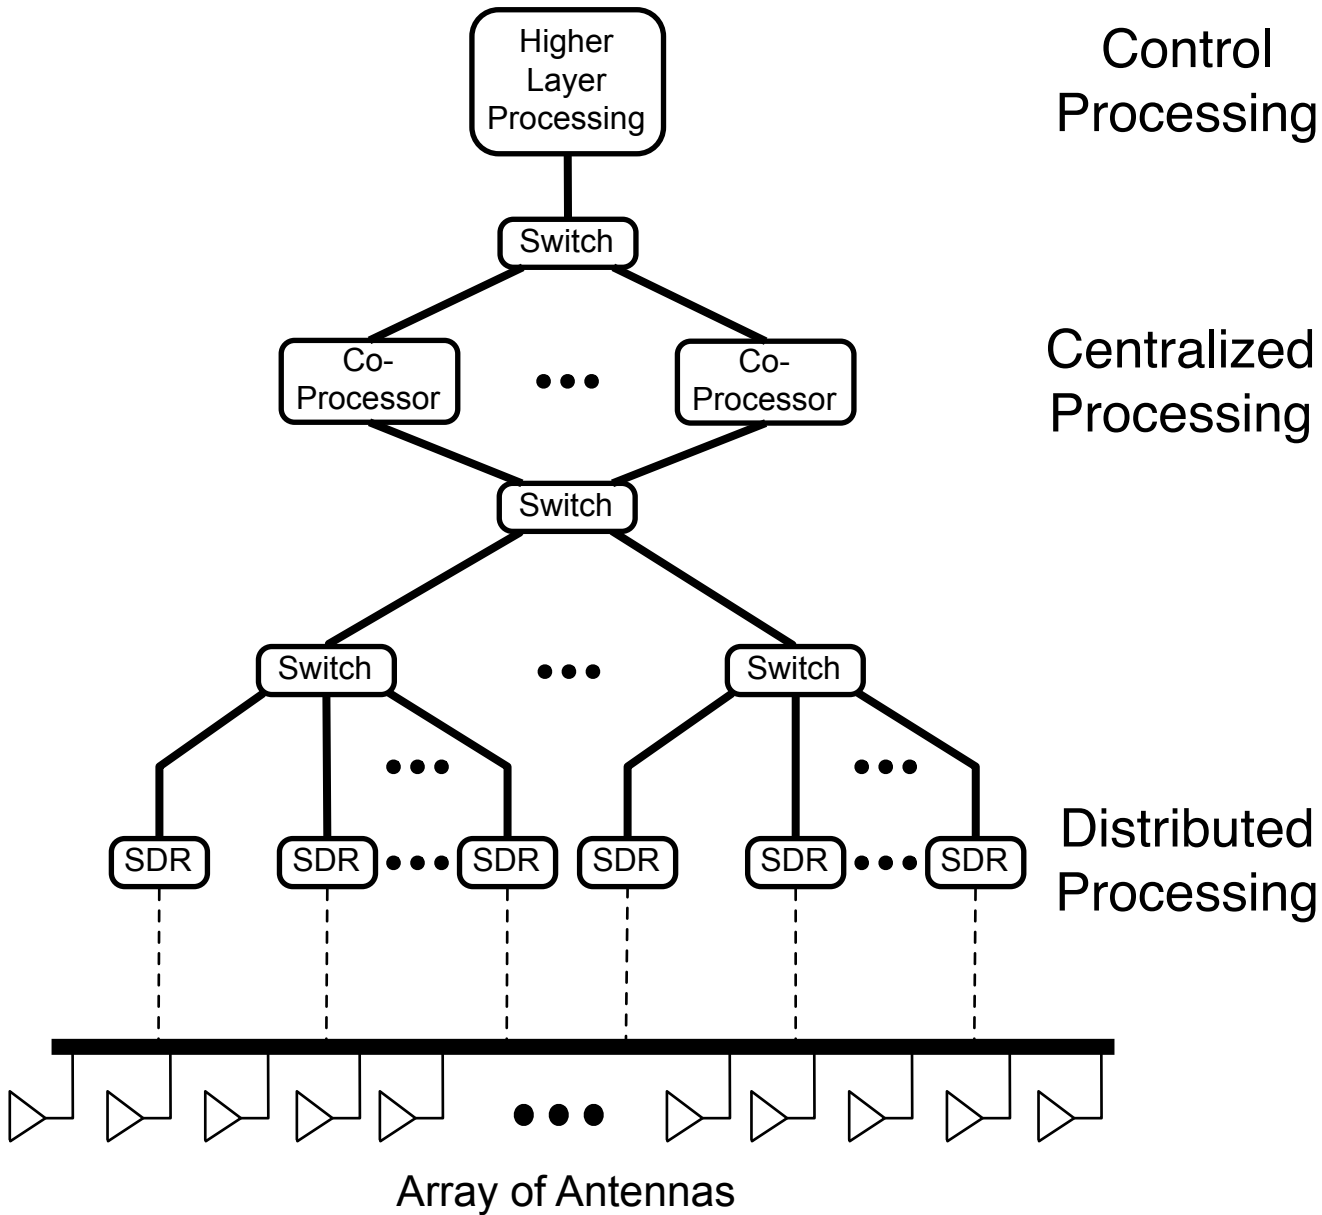 Higher
Layer
Processing
Control
Processing
Switch
Co-
Processor
Co-
Processor
Centralized
Processing
Switch
Switch
Switch
SDR
SDR
SDR
SDR
SDR
SDR
Distributed
Processing
Array of Antennas